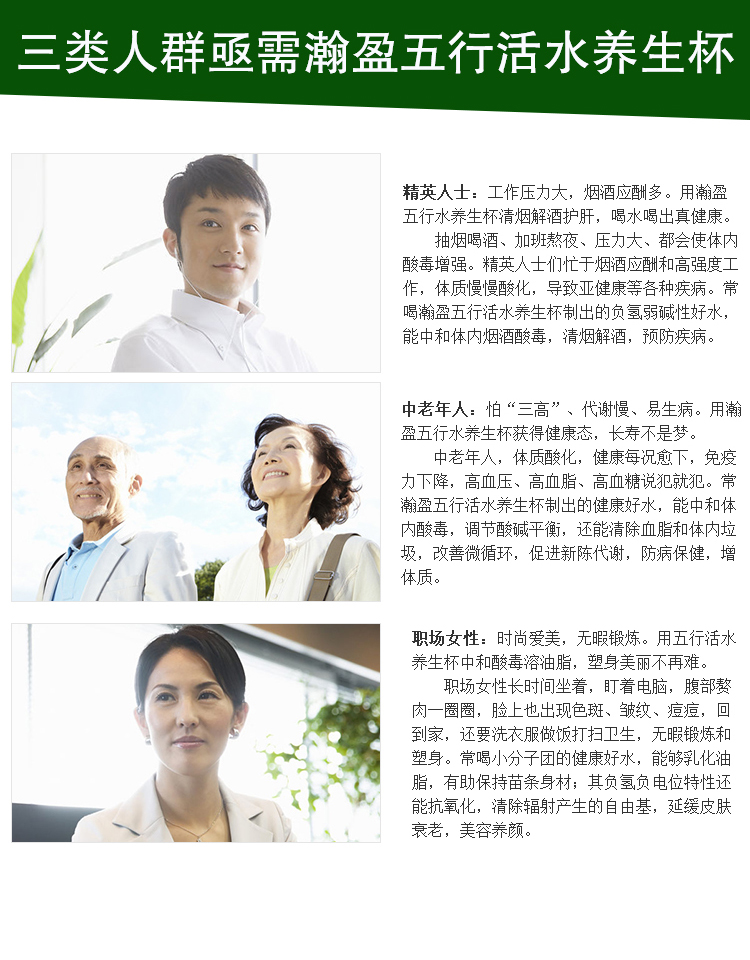 三类人群亟需瀚盈五行活水养生杯
精英人士：工作压力大，烟酒应酬多。用瀚盈
五行水养生杯清烟解酒护肝，喝水喝出真健康。
抽烟喝酒、加班熬夜、压力大、都会使体内
酸毒增强。精英人士们忙于烟酒应酬和高强度工
作，体质慢慢酸化，导致亚健康等各种疾病。常
喝瀚盈五行活水养生杯制出的负氢弱碱性好水，
能中和体内烟酒酸毒，清烟解酒，预防疾病。
中老年人：怕“三高”、代谢慢、易生病。用瀚
盈五行水养生杯获得健康态，长寿不是梦。
中老年人，体质酸化，健康每况愈下，免疫
力下降，高血压、高血脂、高血糖说犯就犯。常
瀚盈五行活水养生杯制出的健康好水，能中和体
内酸毒，调节酸碱平衡，还能清除血脂和体内垃
圾，改善微循环，促进新陈代谢，防病保健，增
体质。
职场女性：时尚爱美，无暇锻炼。用五行活水
养生杯中和酸毒溶油脂，塑身美丽不再难。
职场女性长时间坐着，盯着电脑，腹部赘
肉一圈圈，脸上也出现色斑、皱纹、痘痘，回
到家，还要洗衣服做饭打扫卫生，无暇锻炼和
塑身。常喝小分子团的健康好水，能够乳化油
脂，有助保持苗条身材；其负氢负电位特性还
能抗氧化，清除辐射产生的自由基，延缓皮肤
衰老，美容养颜。